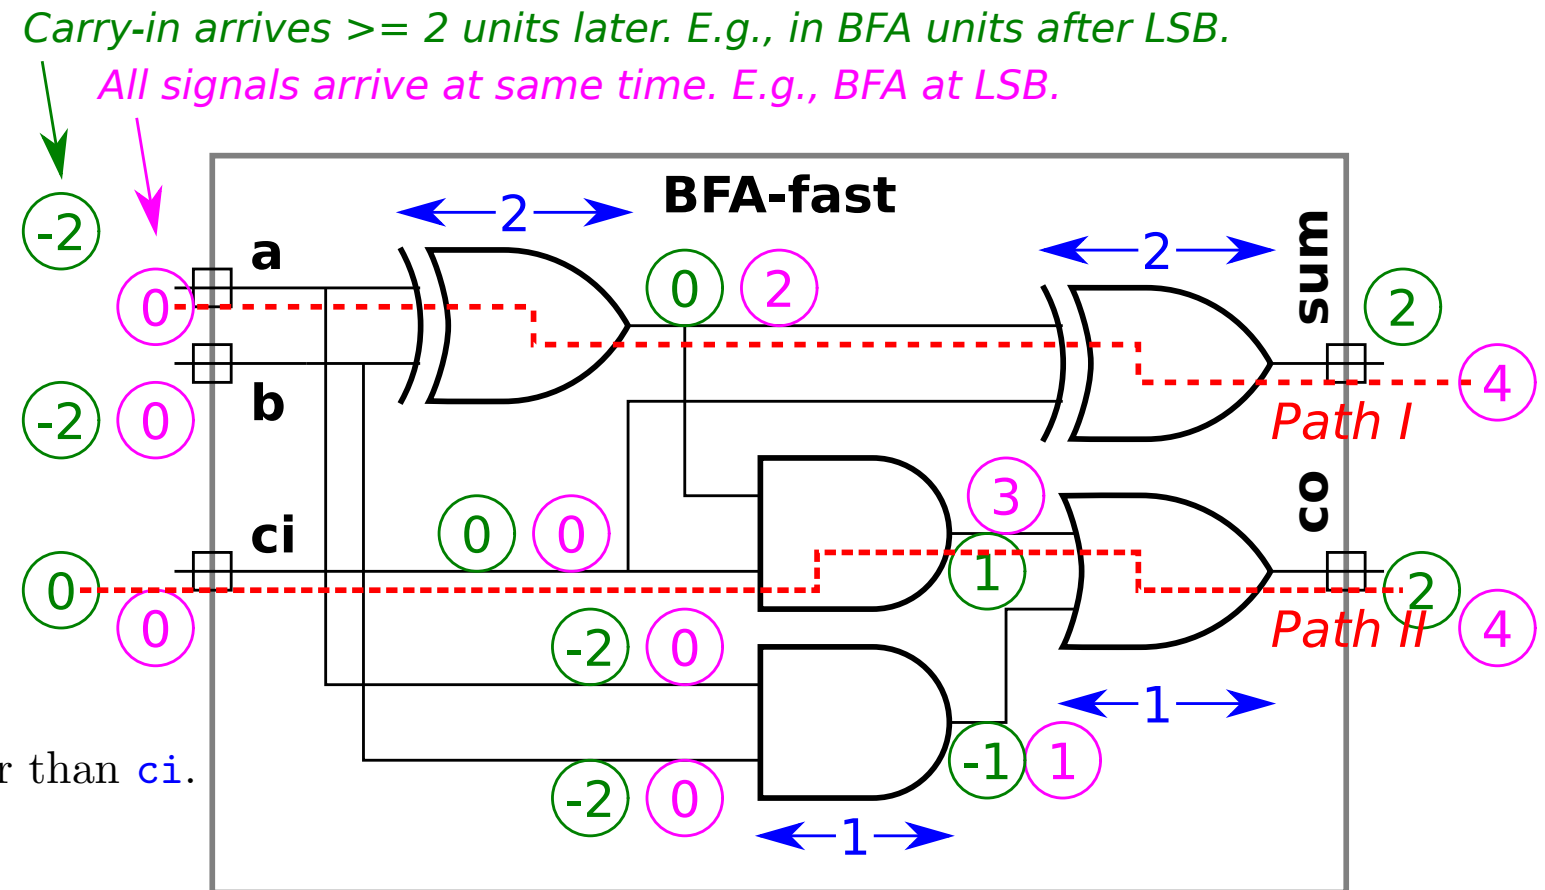 Carry-in arrives >= 2 units later. E.g., in BFA units after LSB.
All signals arrive at same time. E.g., BFA at LSB.
BFA-fast
2
2
-2
a
sum
0
0
2
2
b
-2
0
4
Path I
ci
co
0
0
3
1
0
0
2
4
Path II
-2
0
1
r than ci.
-1
1
-2
0
1